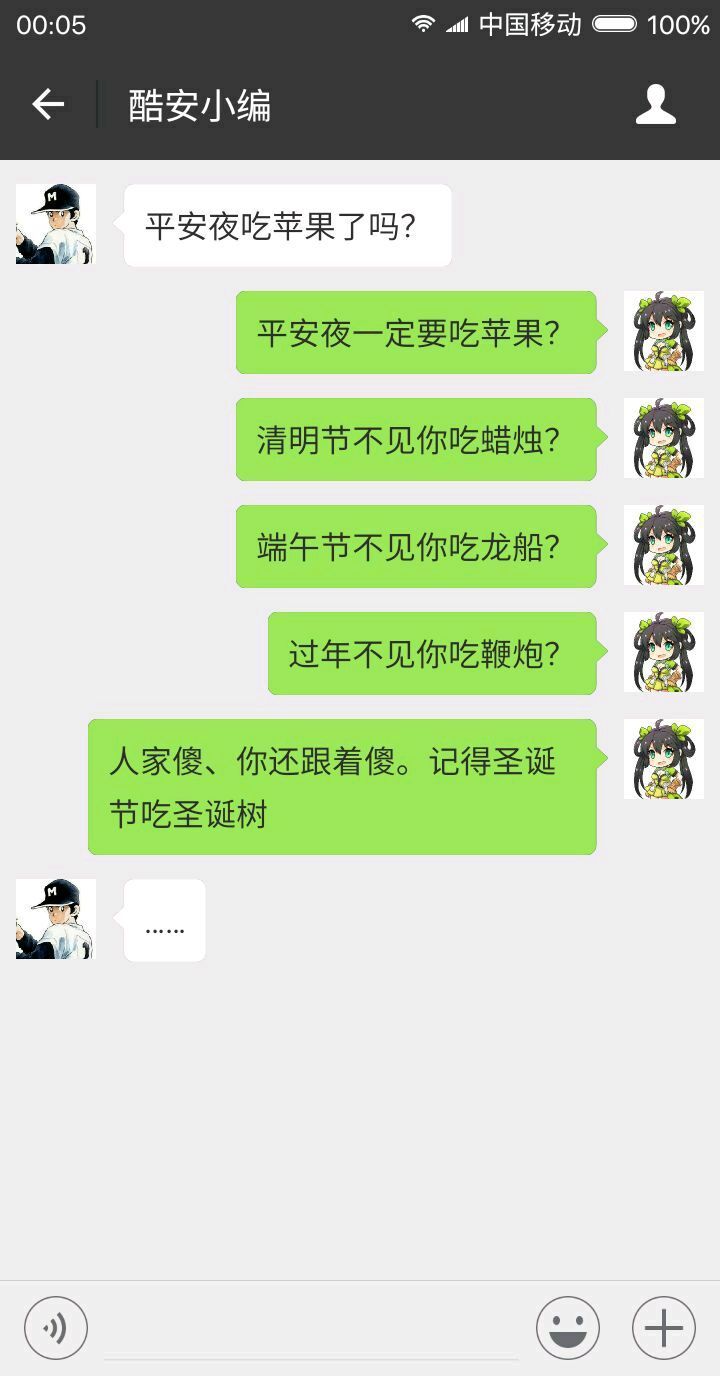 00:05 中国移动 100%
酷安小编
平安夜吃苹果了吗?
平安夜一定要吃苹果?
清明节不见你吃蜡烛?
端午节不见你吃龙船?
过年不见你吃鞭炮?
人家傻、你还跟着傻。记得圣诞
节吃圣诞树
……